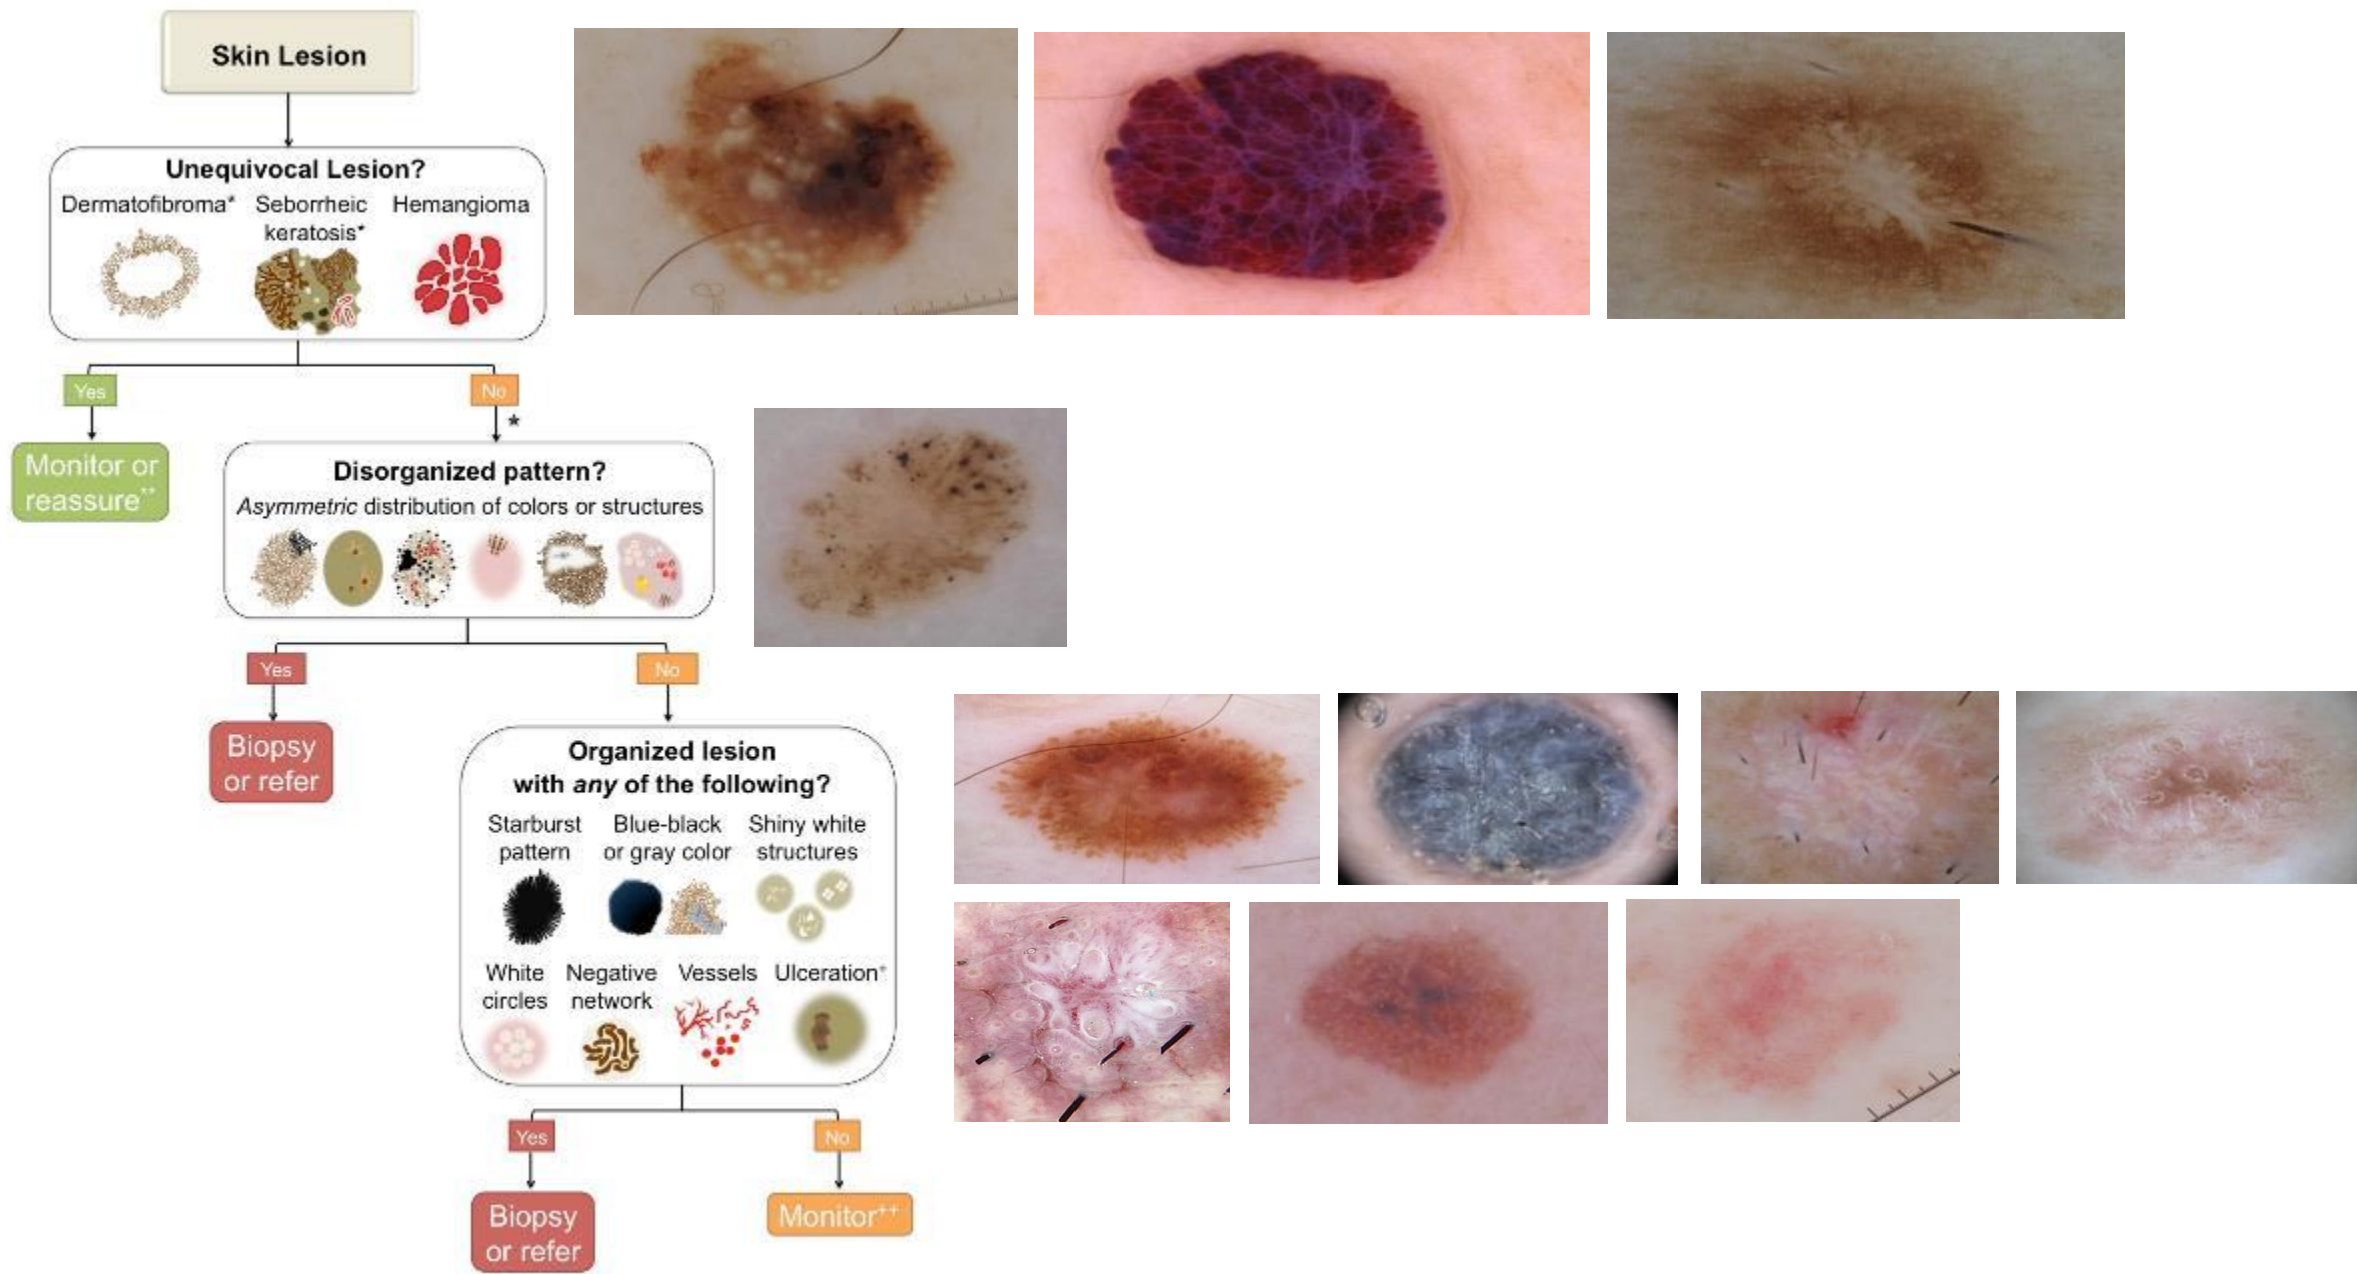 Skin Lesion
Unequivocal Lesion?
Dermatofibroma*
Seborrheic
keratosis*
Hemangioma
Yes
No
*
Monitor or
reassure**
Disorganized pattern?
Asymmetric distribution of colors or structures
Yes
No
Biopsy
or refer
Organized lesion
with any of the following?
Starburst
pattern
Blue-black
or gray color
Shiny white
structures
White
circles
Negative
network
Vessels
Ulceration+
Yes
No
Biopsy
or refer
Monitor++